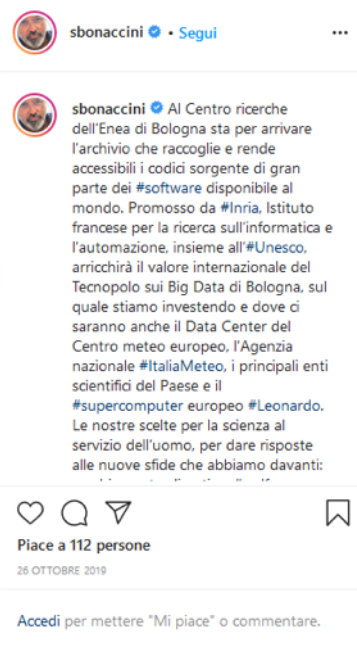 sbonaccini • Segui
sbonaccini Al Centro ricerche
dell'Enea di Bologna sta per arrivare
l'archivio che raccoglie e rende
accessibili i codici sorgente di gran
parte dei #software disponibile al
mondo. Promosso da #Inria, Istituto
francese per la ricerca sull'informatica e
l'automazione, insieme all'#Unesco,
arricchirà il valore internazionale del
Tecnopolo sui Big Data di Bologna, sul
quale stiamo investendo e dove ci
saranno anche il Data Center del
Centro meteo europeo, l'Agenzia
nazionale #ItaliaMeteo, i principali enti
scientifici del Paese e il
#supercomputer europeo #Leonardo.
Le nostre scelte per la scienza al
servizio dell'uomo, per dare risposte
alle nuove sfide che abbiamo davanti:
Piace a 112 persone
26 OTTOBRE 2019
Accedi per mettere "Mi piace" o commentare.